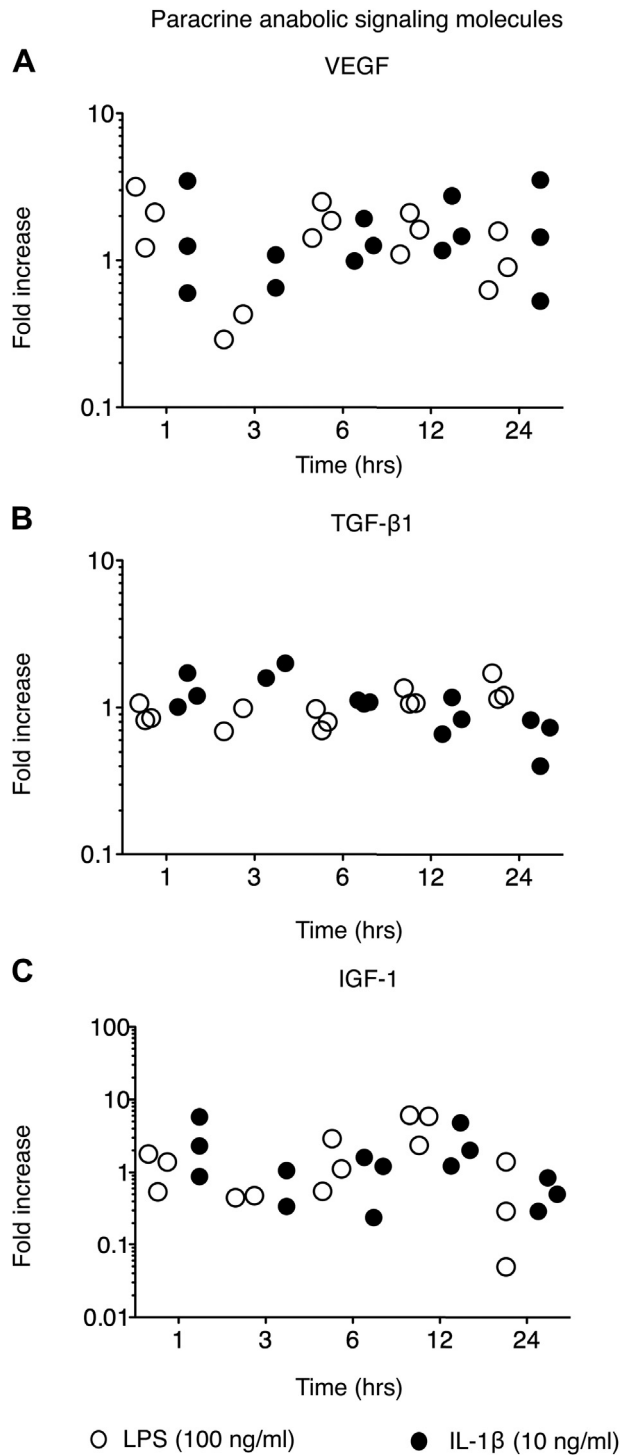 Paracrine anabolic signaling molecules
A
VEGF
10
1
0.1
Fold increase
1 3 6 12 24
Time (hrs)
B
TGF-β1
10
1
0.1
Fold increase
1 3 6 12 24
Time (hrs)
C
IGF-1
100
10
1
0.1
0.01
Fold increase
1 3 6 12 24
Time (hrs)
LPS (100 ng/ml) IL-1β (10 ng/ml)